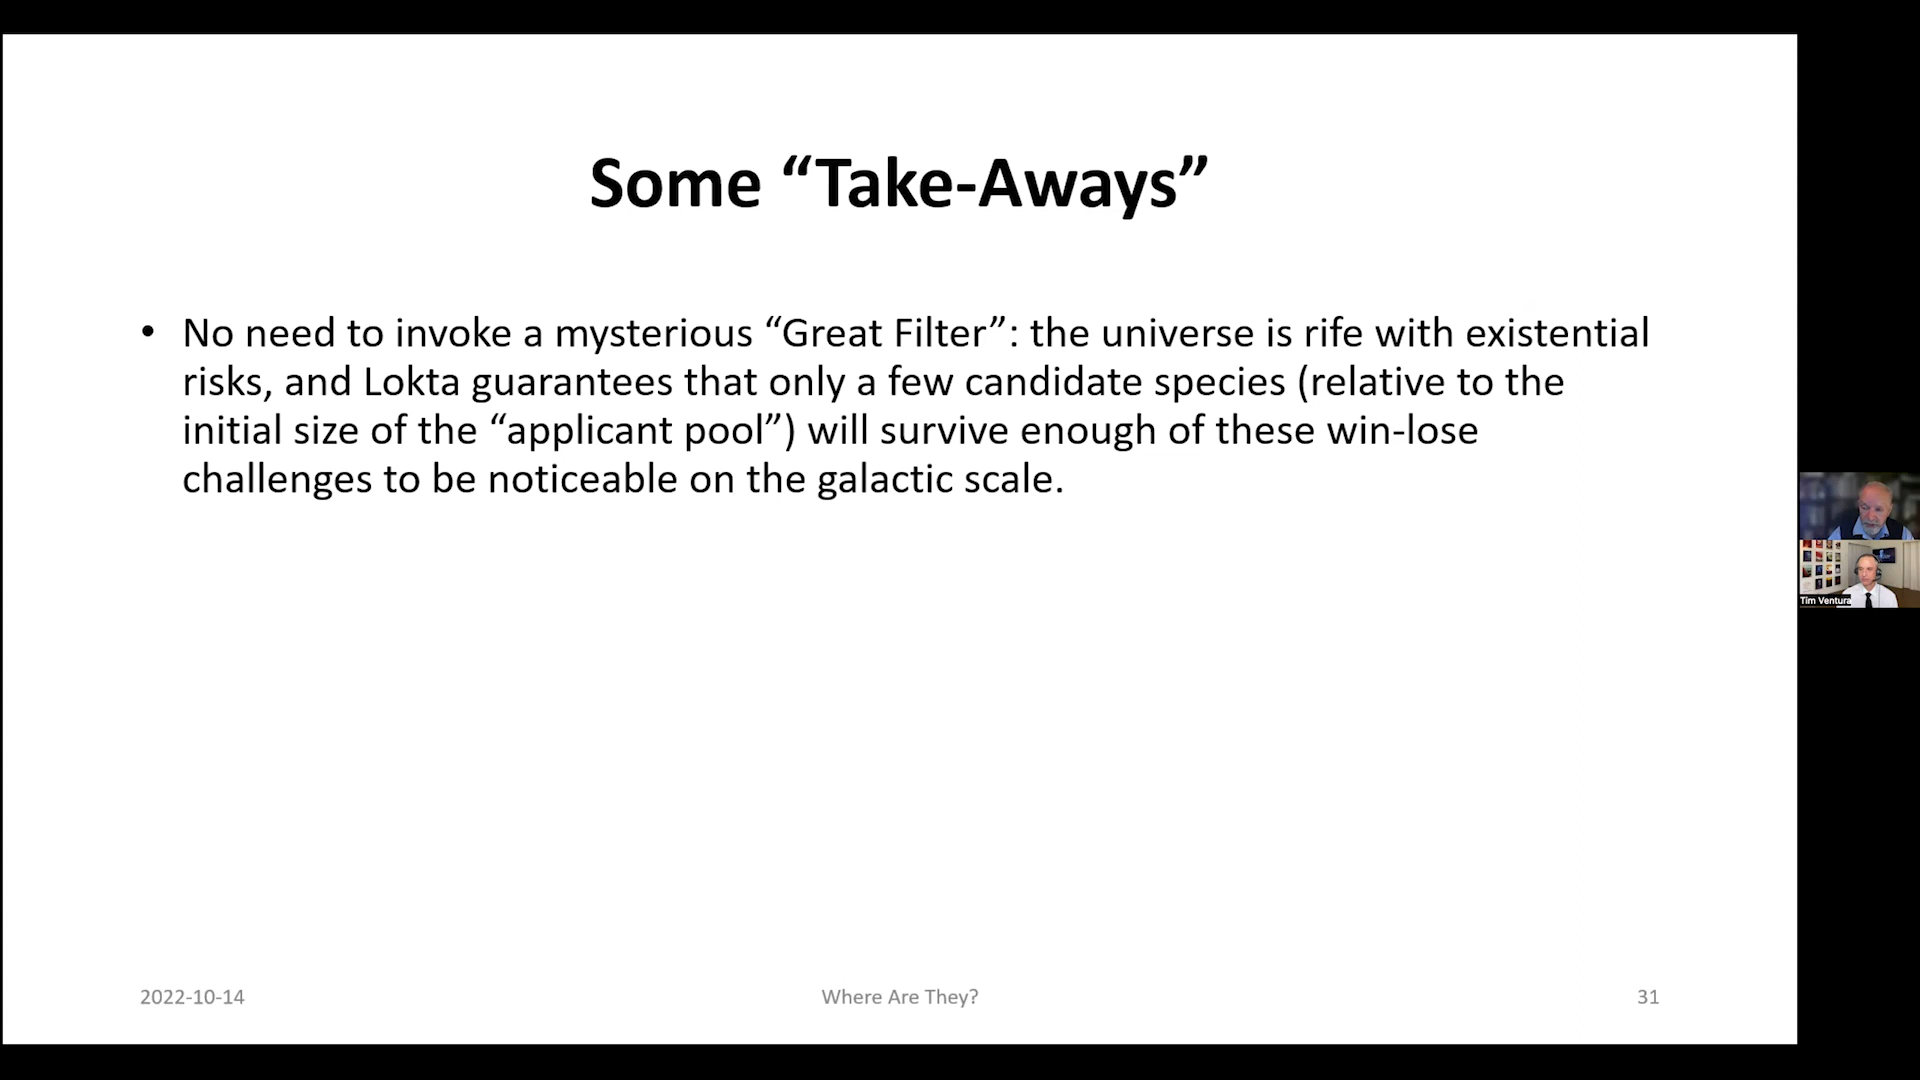 Some “Take-Aways”
• No need to invoke a mysterious “Great Filter”: the universe is rife with existential
risks, and Lokta guarantees that only a few candidate species (relative to the
initial size of the “applicant pool”) will survive enough of these win-lose
challenges to be noticeable on the galactic scale.
2022-10-14
Where Are They?
31
Tim Ventura